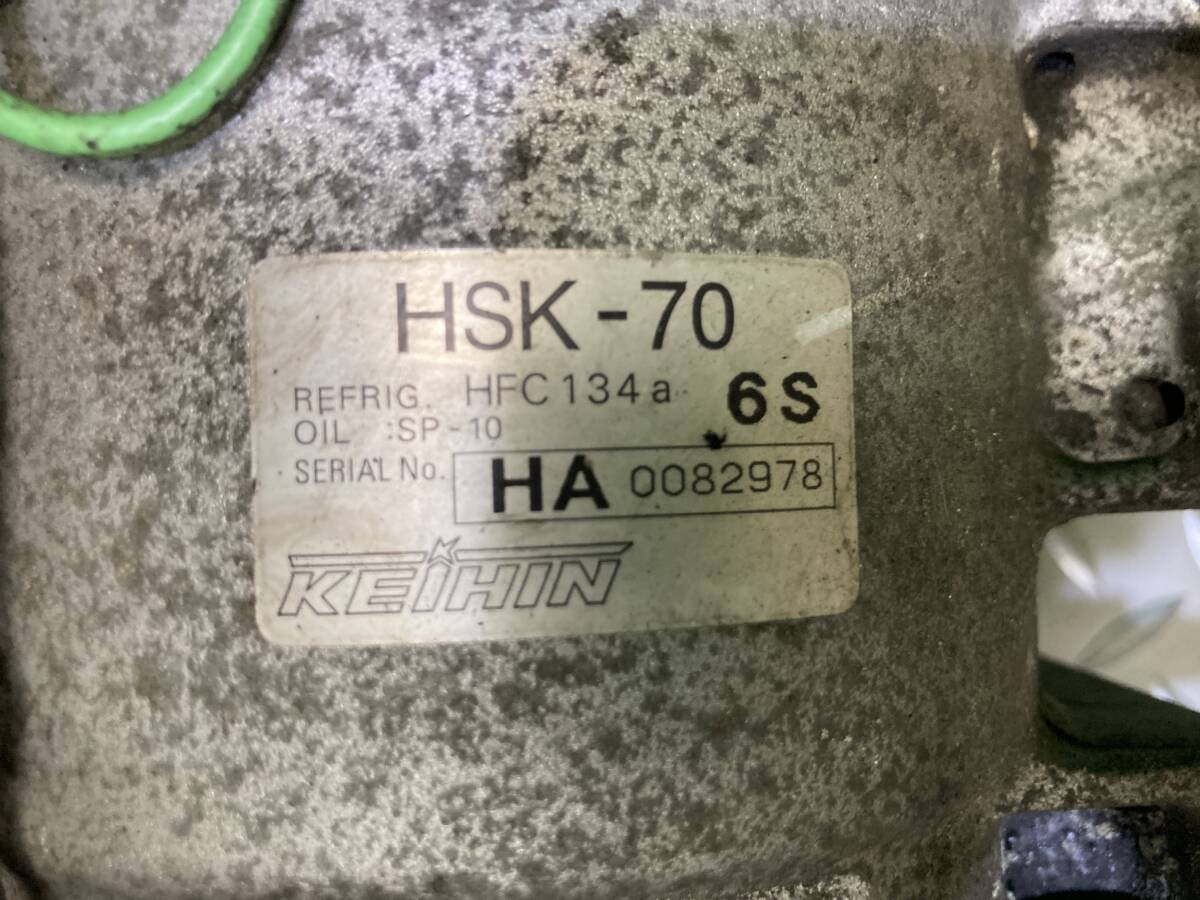 HSK-70
REFRIG. HFC134a 6S
OIL :SP-10
SERIAL No. HA 0082978
KEIHIN